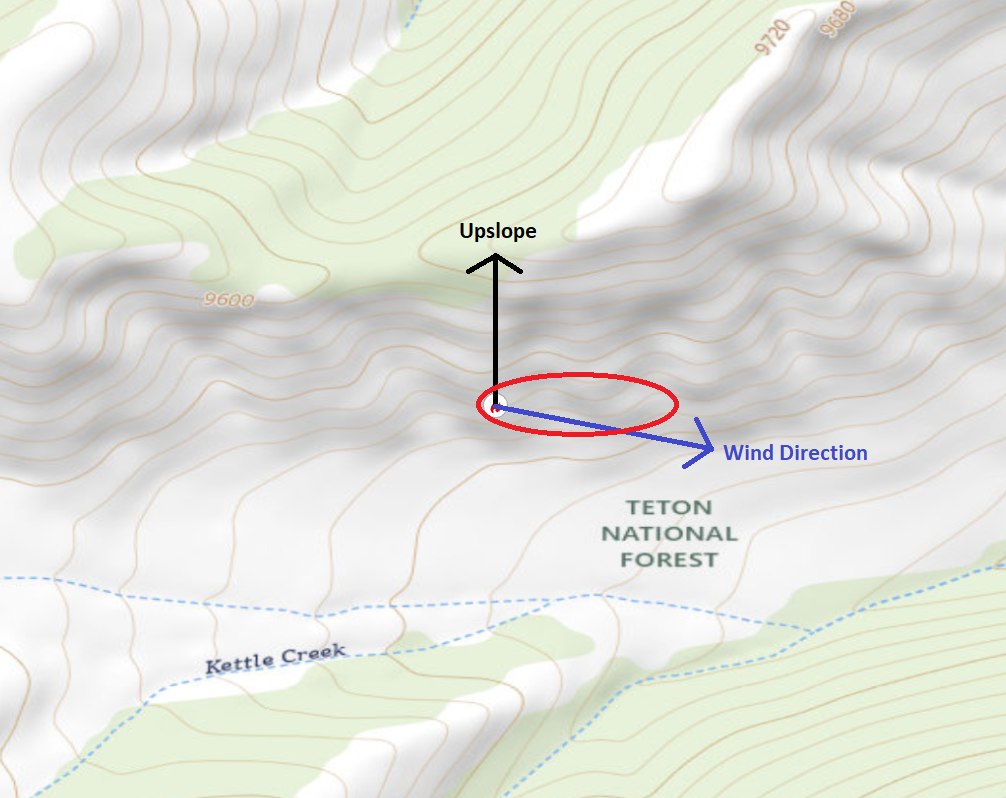 9720
9680
Upslope
9600
Wind Direction
TETON
NATIONAL
FOREST
Kettle Creek